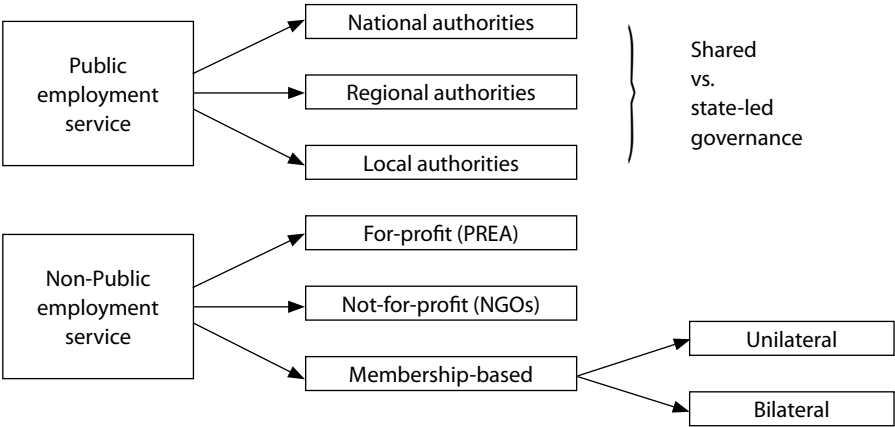 Public
employment
service
National authorities
Regional authorities
Local authorities
Shared
vs.
state-led
governance
Non-Public
employment
service
For-profit (PREA)
Not-for-profit (NGOs)
Membership-based
Unilateral
Bilateral